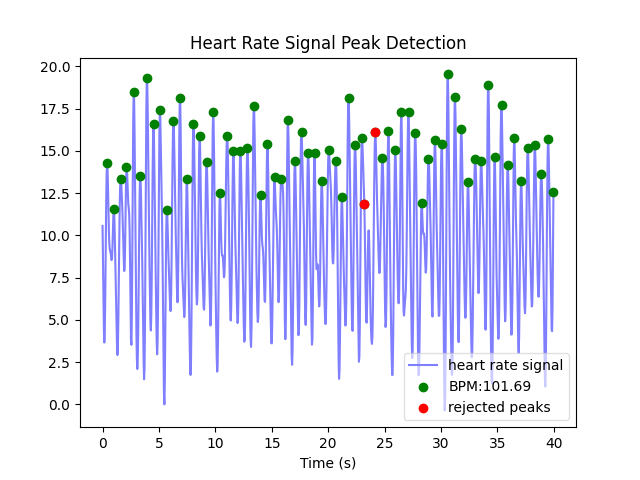 Heart Rate Signal Peak Detection
20.0
17.5
15.0
12.5
10.0
7.5
5.0
2.5
0.0
heart rate signal
BPM:101.69
rejected peaks
0 5 10 15 20 25 30 35 40
Time (s)